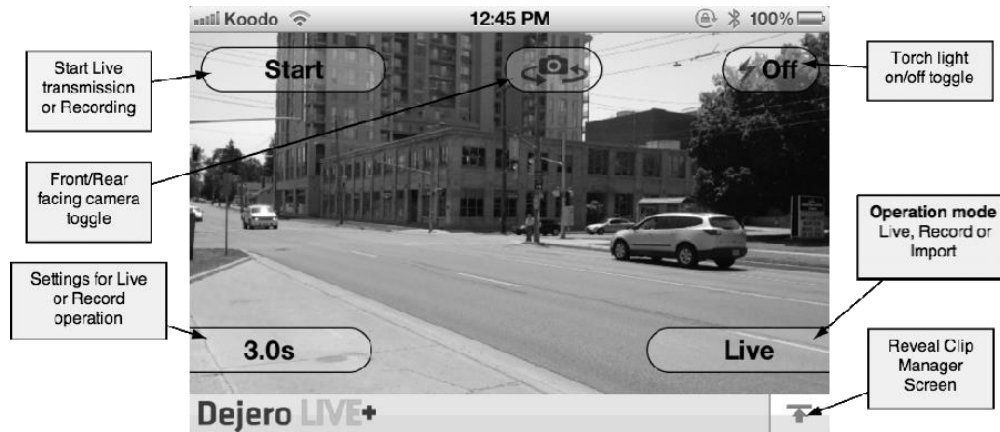 Koodo 12:45 PM 100%
Start Live
transmission
or Recording
Start
Off
Torch light
on/off toggle
Front/Rear
facing camera
toggle
Operation mode
Live, Record or
Import
Settings for Live
or Record
operation
3.0s
Live
Reveal Clip
Manager
Screen
Dejero LIVE+